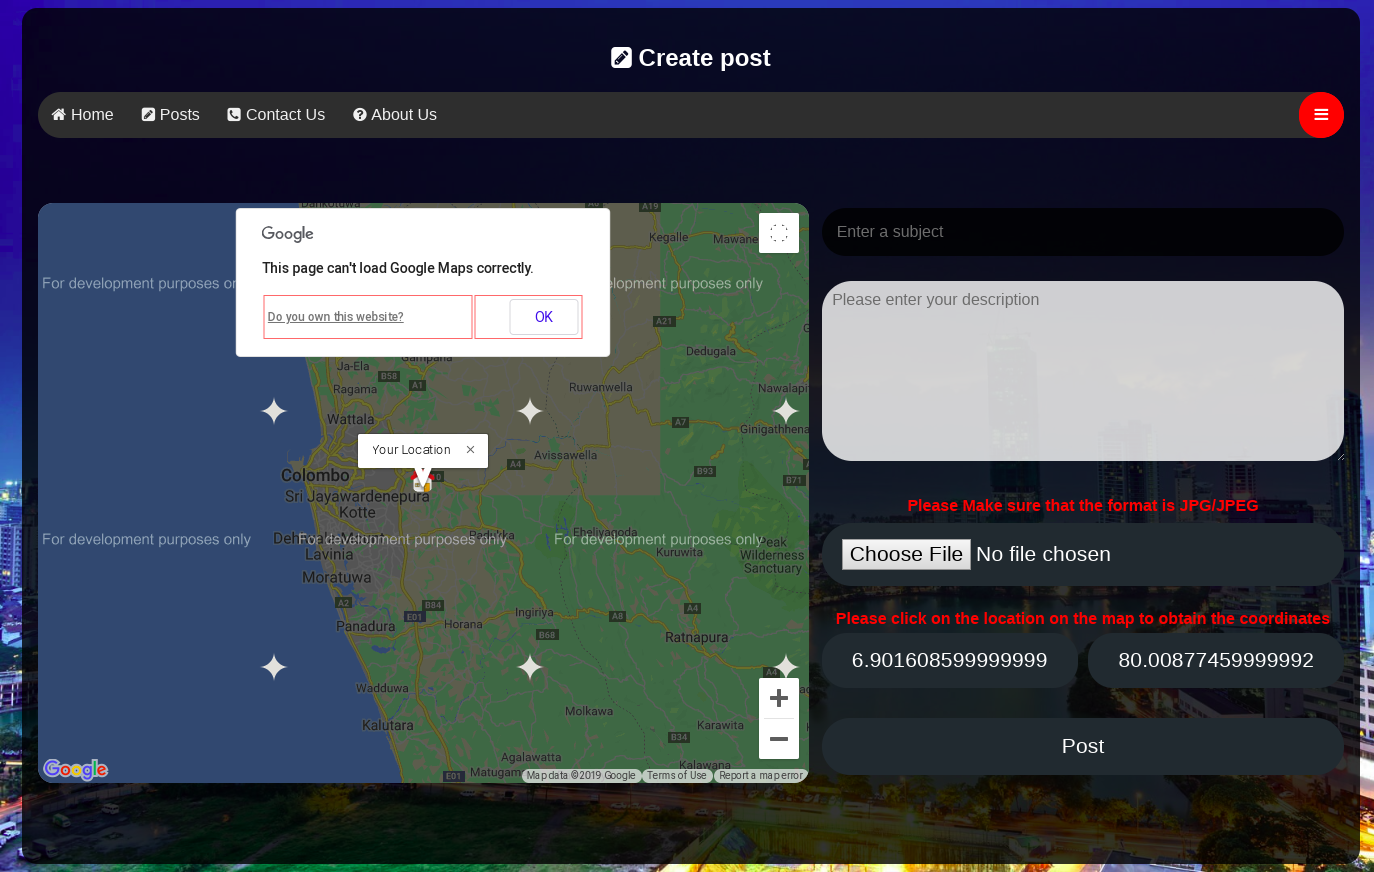 Create post
Home
Posts
Contact Us
About Us
Google
This page can't load Google Maps correctly.
Do you own this website?
OK
A19
Kegalle
Mawane
For development purposes on
lopment purposes only
A21
Dedugala
Gampaha
Ja-Ela
B58
A1
Ragama
Ruwanwella
Nawalapi
Wattala
A7
Ginigathhena
Your Location
Avissawella
A4
B93
B71
Colombo
Sri Jayawardenepura
Kotte
For development purposes only
For development purposes only
For development purposes only
Padukka
Eheliyagoda
Kuruwita
Peak
Wilderness
Sanctuary
Lavinia
Moratuwa
A2
B84
E01
Panadura
Horana
Ingiriya
A8
A4
B68
Ratnapura
A4
Wadduwa
Kalutara
Molkawa
Karawita
B34
Agalawatta
Kalawana
E01
Matugam
Google
Map data ©2019 Google
Terms of Use
Report a map error
Enter a subject
Please enter your description
Please Make sure that the format is JPG/JPEG
Choose File No file chosen
Please click on the location on the map to obtain the coordinates
6.901608599999999
80.00877459999992
Post